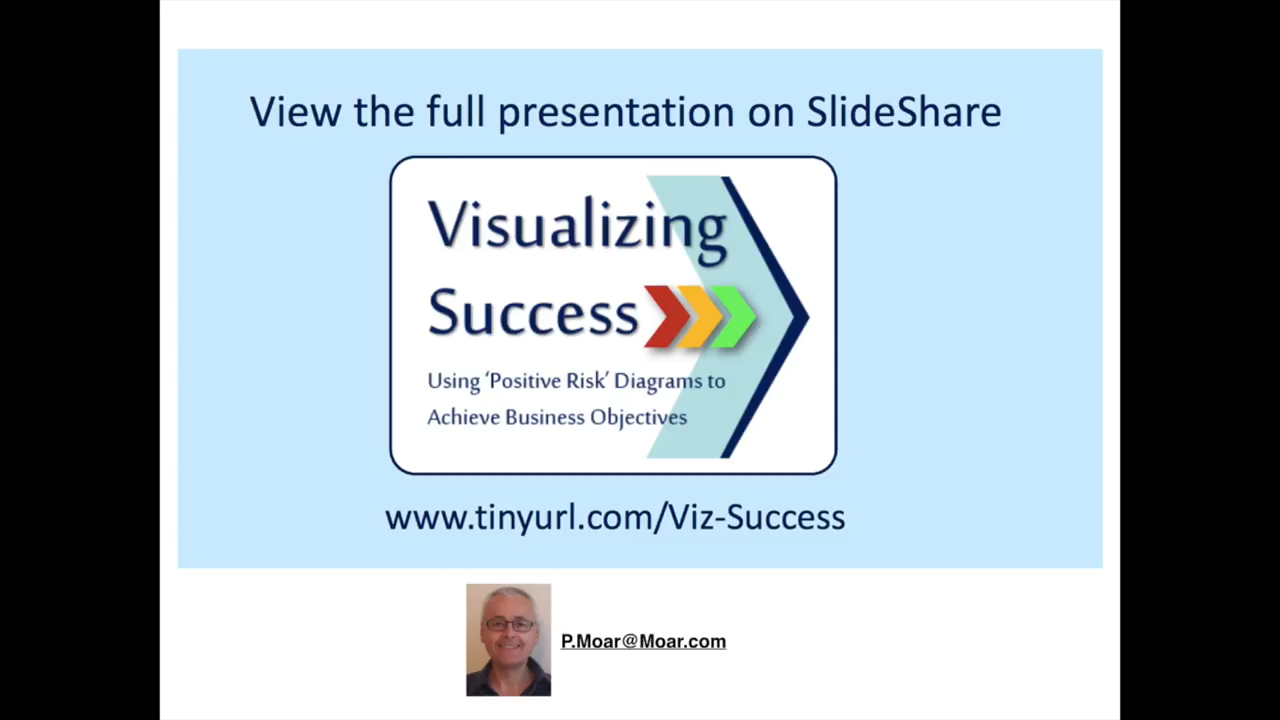 View the full presentation on SlideShare
Visualizing
Success
Using ‘Positive Risk’ Diagrams to
Achieve Business Objectives
www.tinyurl.com/Viz-Success
P.Moar@Moar.com